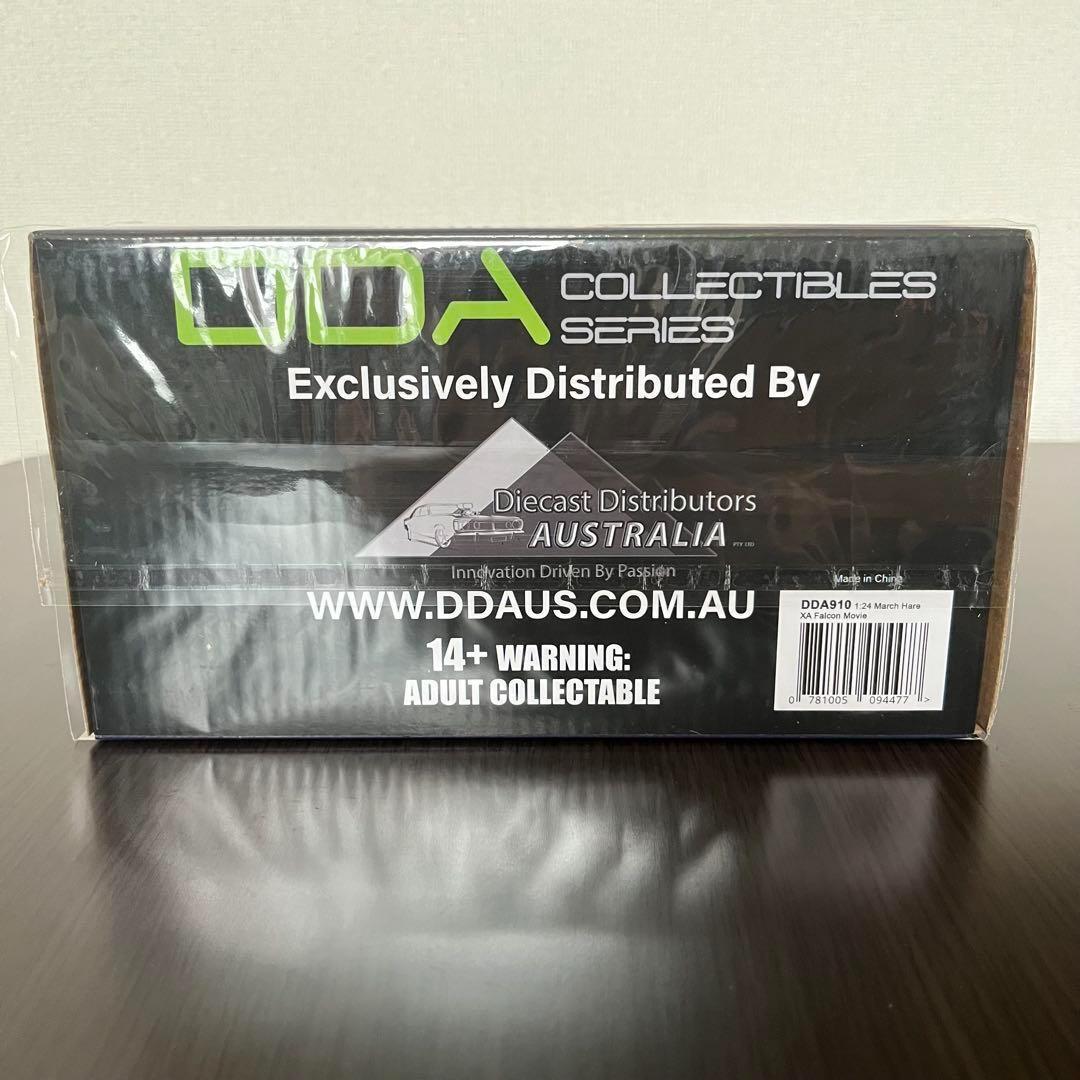 DDA COLLECTIBLES
SERIES
Exclusively Distributed By
Diecast Distributors
AUSTRALIA PTY LTD
Innovation Driven By Passion
WWW.DDAUS.COM.AU
14+ WARNING:
ADULT COLLECTABLE
Made in China
DDA910 1:24 March Hare
XA Falcon Movie
0 781005 094477 >